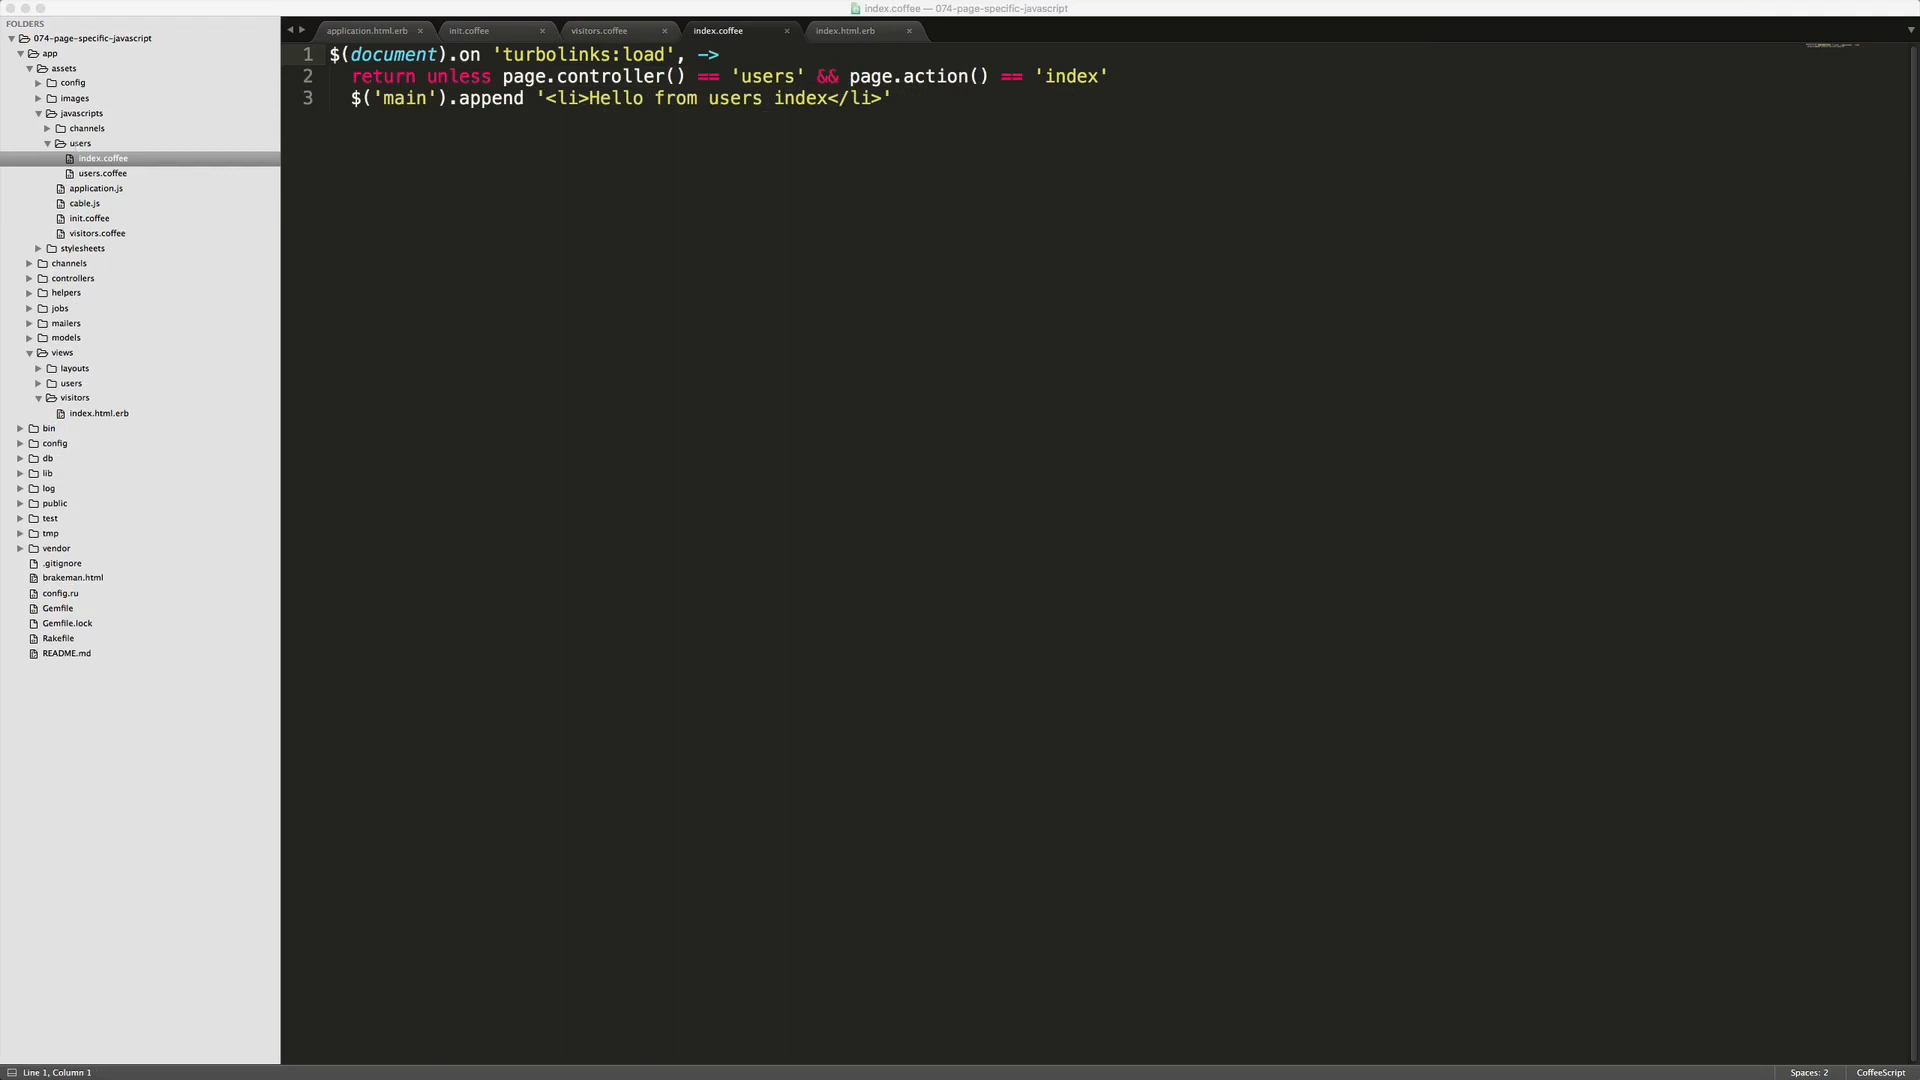 index.coffee — 074-page-specific-javascript
FOLDERS
074-page-specific-javascript
app
assets
config
images
javascripts
channels
users
index.coffee
users.coffee
application.js
cable.js
init.coffee
visitors.coffee
stylesheets
channels
controllers
helpers
jobs
mailers
models
views
layouts
users
visitors
index.html.erb
bin
config
db
lib
log
public
test
tmp
vendor
.gitignore
brakeman.html
config.ru
Gemfile
Gemfile.lock
Rakefile
README.md
application.html.erb × init.coffee × visitors.coffee × index.coffee × index.html.erb ×
1 $(document).on 'turbolinks:load', ->
2 return unless page.controller() == 'users' && page.action() == 'index'
3 $('main').append '<li>Hello from users index</li>'
Line 1, Column 1 Spaces: 2 CoffeeScript